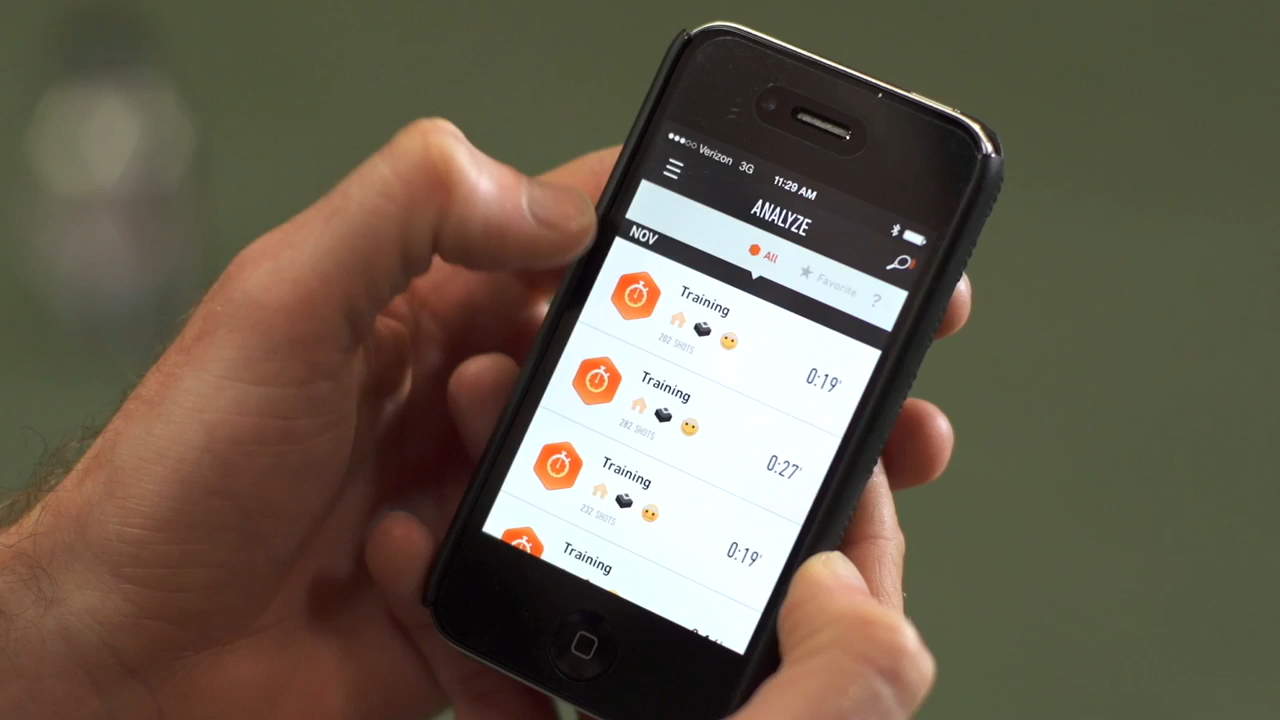 Verizon 3G 11:29 AM
ANALYZE
All Favorite ?
NOV
Training
202 SHOTS
0:19'
Training
282 SHOTS
0:27'
Training
232 SHOTS
0:19'
Training